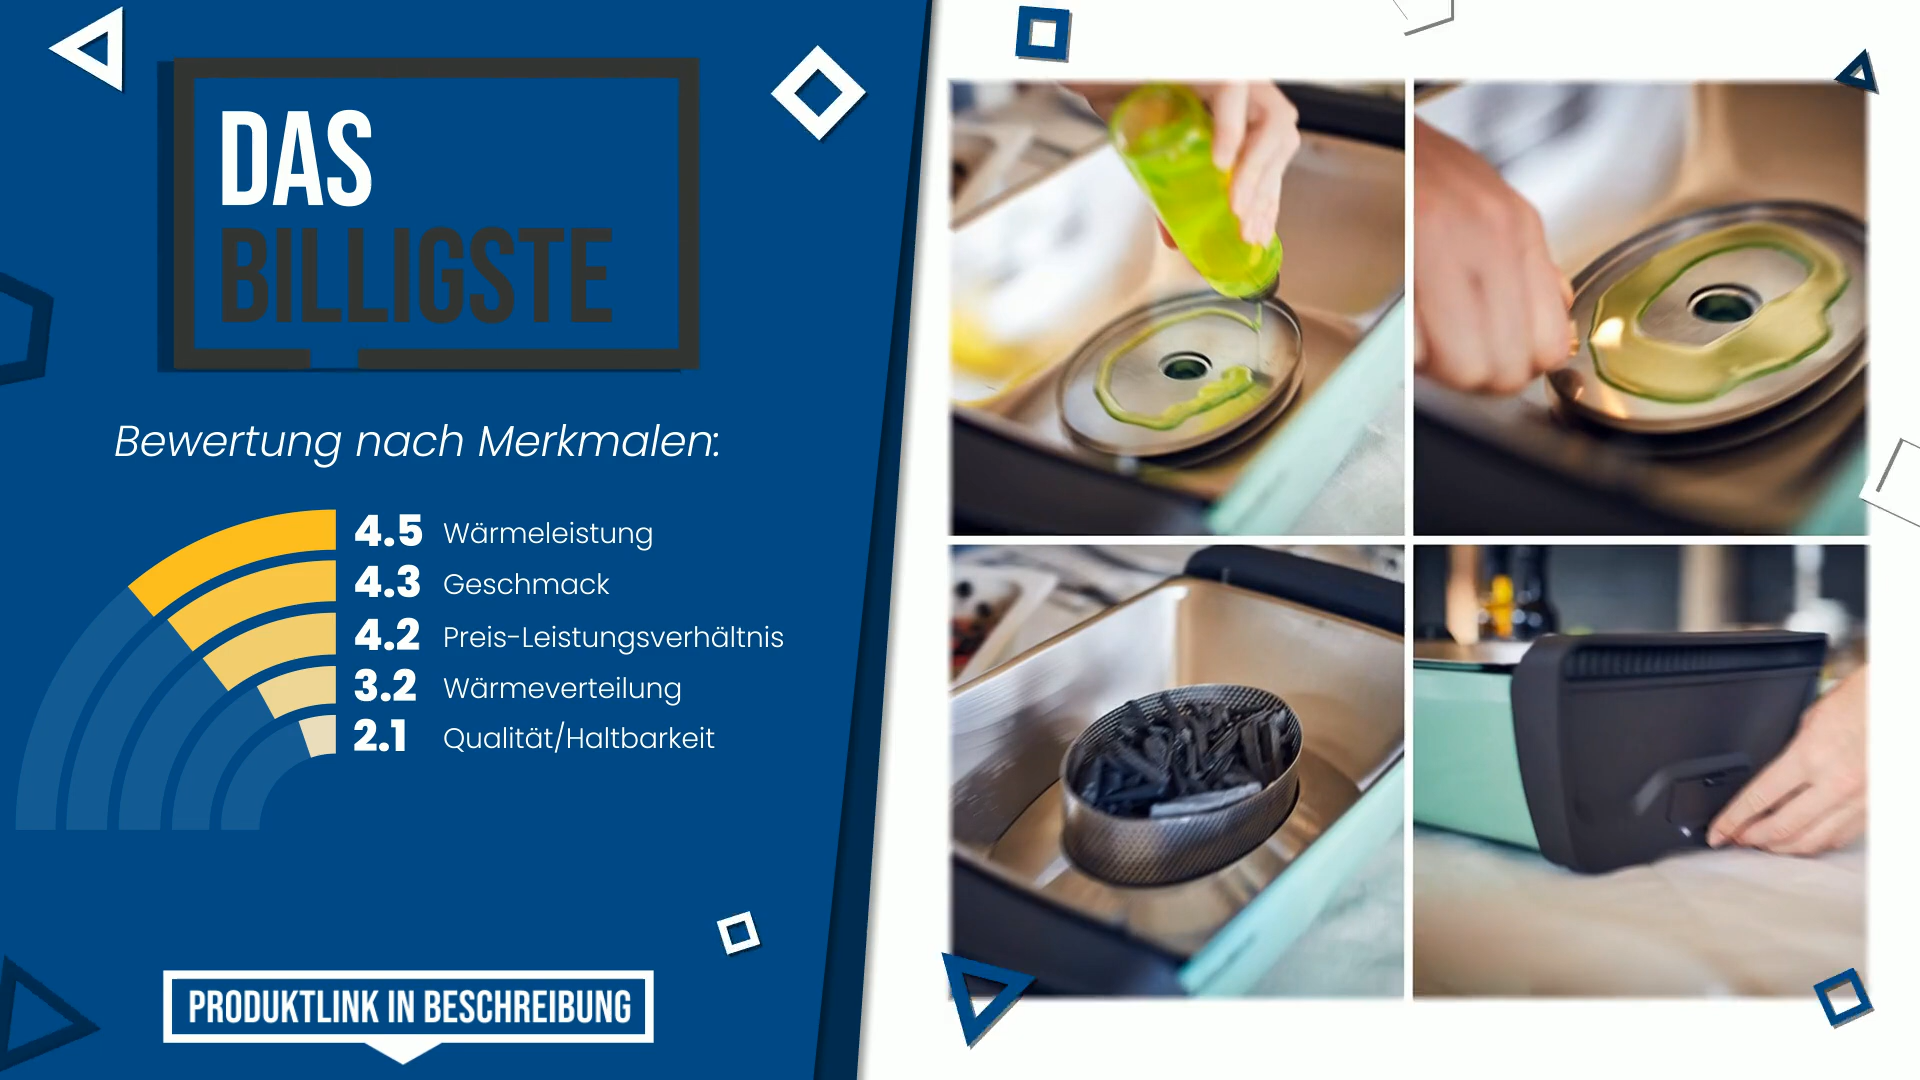 DAS
BILLIGSTE
Bewertung nach Merkmalen:
4.5 Wärmeleistung
4.3 Geschmack
4.2 Preis-Leistungsverhältnis
3.2 Wärmeverteilung
2.1 Qualität/Haltbarkeit
PRODUKTLINK IN BESCHREIBUNG